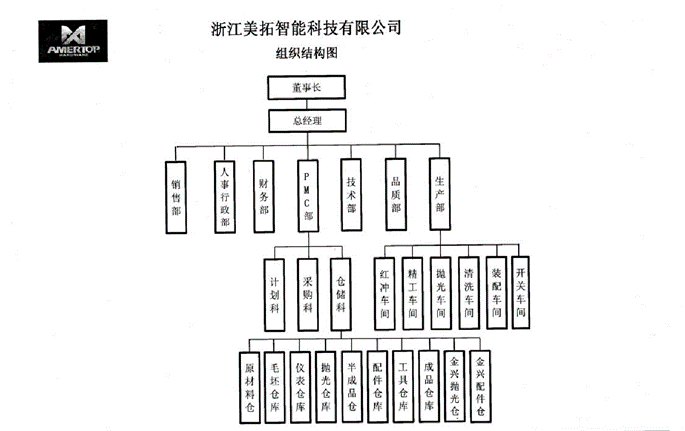 AMERTOP
HARDWARE
浙江美拓智能科技有限公司
组织结构图
董事长
总经理
销售部
人事行政部
财务部
PMC部
技术部
品质部
生产部
计划科
采购科
仓储科
红冲车间
精工车间
抛光车间
清洗车间
装配车间
开关车间
原材料仓
毛坯仓库
仪表仓库
抛光仓库
半成品仓
配件仓库
工具仓库
成品仓库
金兴抛光仓
金兴配件仓